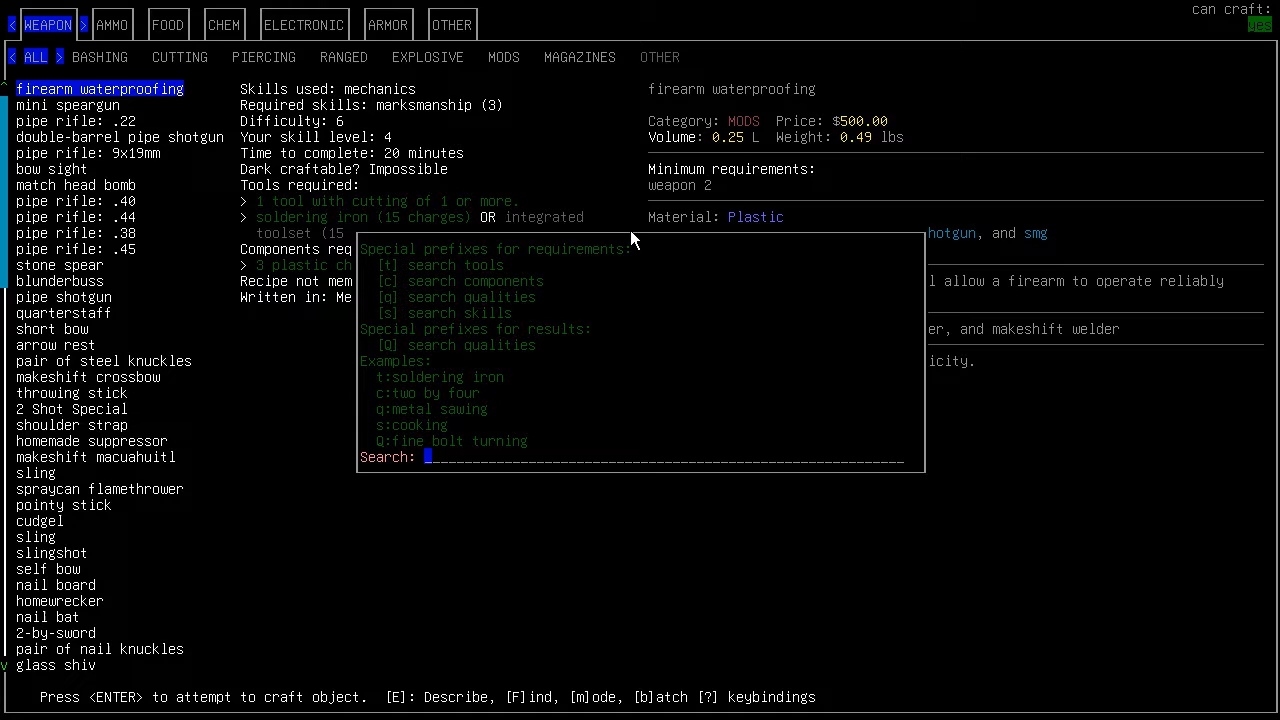 can craft:
< WEAPON > AMMO FOOD CHEM ELECTRONIC ARMOR OTHER
yes
< ALL > BASHING CUTTING PIERCING RANGED EXPLOSIVE MODS MAGAZINES OTHER
^ firearm waterproofing Skills used: mechanics firearm waterproofing
mini speargun Required skills: marksmanship (3)
pipe rifle: .22 Difficulty: 6 Category: MODS Price: $500.00
double-barrel pipe shotgun Your skill level: 4 Volume: 0.25 L Weight: 0.49 lbs
pipe rifle: 9x19mm Time to complete: 20 minutes
bow sight Dark craftable? Impossible Minimum requirements:
match head bomb Tools required: weapon 2
pipe rifle: .40 > 1 tool with cutting of 1 or more.
pipe rifle: .44 > soldering iron (15 charges) OR integrated Material: Plastic
pipe rifle: .38 toolset (15 hotgun, and smg
pipe rifle: .45 Components req Special prefixes for requirements:
stone spear > 3 plastic ch [t] search tools
blunderbuss Recipe not mem [c] search components l allow a firearm to operate reliably
pipe shotgun Written in: Me [q] search qualities
quarterstaff [s] search skills
short bow Special prefixes for results: er, and makeshift welder
arrow rest [Q] search qualities
pair of steel knuckles Examples: icity.
makeshift crossbow t:soldering iron
throwing stick c:two by four
2 Shot Special q:metal sawing
shoulder strap s:cooking
homemade suppressor Q:fine bolt turning
makeshift macuahuitl Search:
sling
spraycan flamethrower
pointy stick
cudgel
sling
slingshot
self bow
nail board
homewrecker
nail bat
2-by-sword
pair of nail knuckles
v glass shiv
Press <ENTER> to attempt to craft object. [E]: Describe, [F]ind, [m]ode, [b]atch [?] keybindings